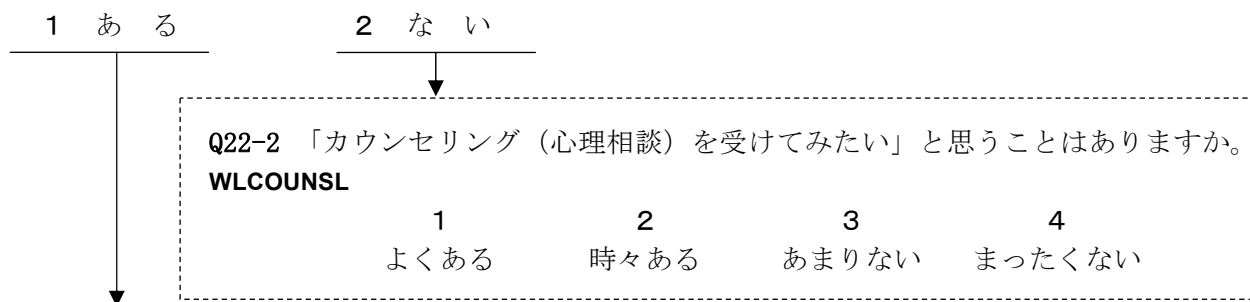 1 あ る 2 な い
Q22-2 「カウンセリング（心理相談）を受けてみたい」と思うことはありますか。
WLCOUNSL
1 2 3 4
よくある 時々ある あまりない まったくない